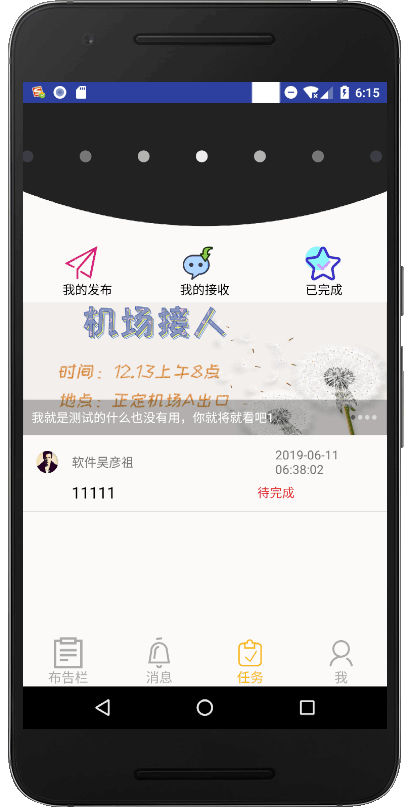 6:15
我的发布
我的接收
已完成
机场接人
时间：12.13上午8点
地点：正定机场A出口
我就是测试的什么也没有用，你就将就看吧1
软件吴彦祖
2019-06-11
06:38:02
11111
待完成
布告栏
消息
任务
我